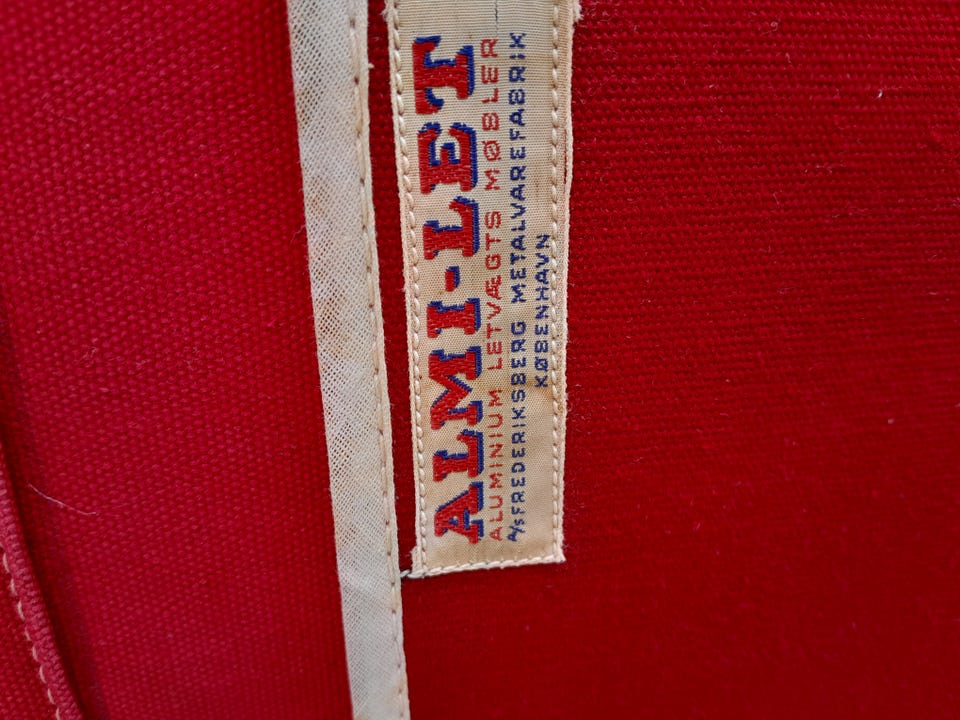 ALMI-LET
ALUMINIUM LETVÆGTS MØBLER
A/S FREDERIKSBERG METALVAREFABRIK
KØBENHAVN